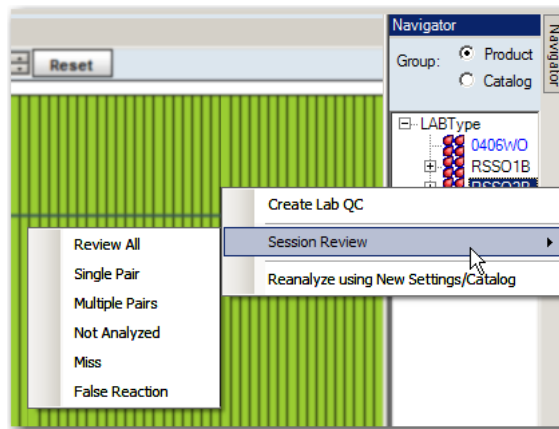 Navigator
Navigator
Group:
Product
Catalog
Reset
LABType
0406WO
RSSO1B
RSSO2B
Create Lab QC
Session Review
Reanalyze using New Settings/Catalog
Review All
Single Pair
Multiple Pairs
Not Analyzed
Miss
False Reaction